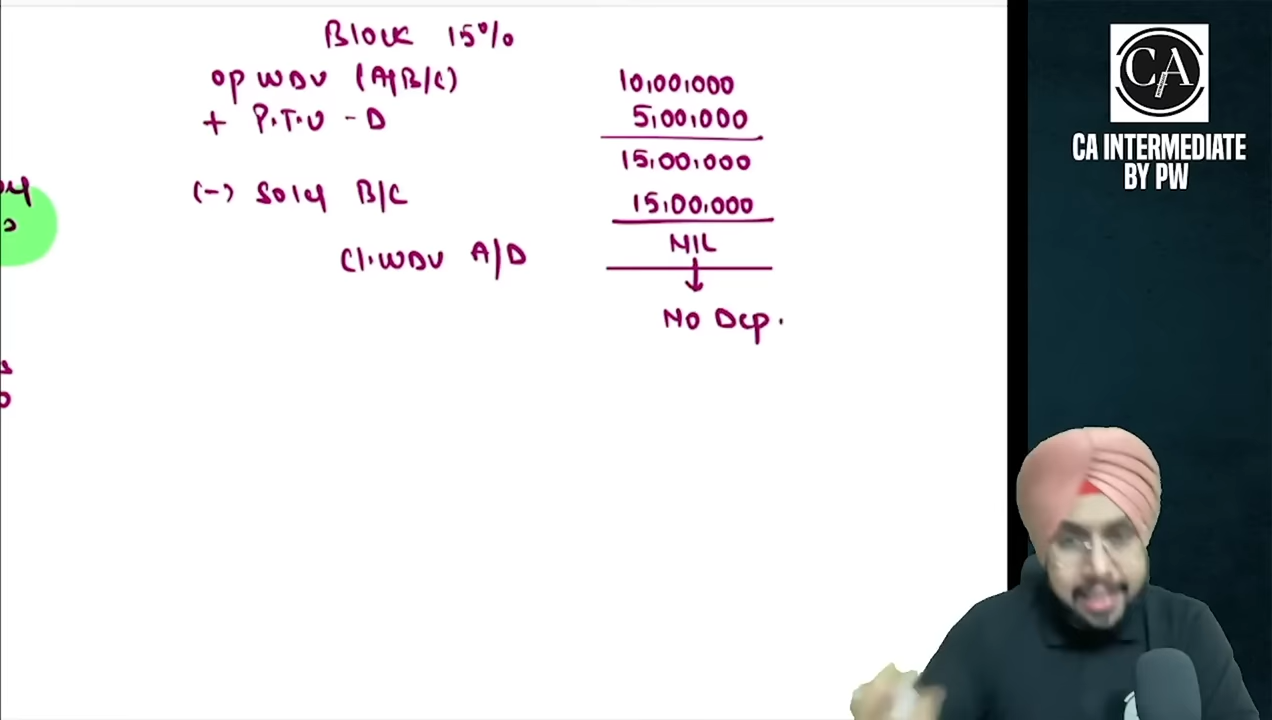 Block 15%
OP WDV (A/B/C) 10,00,000
+ P.T.U - D 5,00,000
15,00,000
(-) Sold B/C 15,00,000
Cl.WDV A/D NIL
No Dep.
CA
CA INTERMEDIATE
BY PW